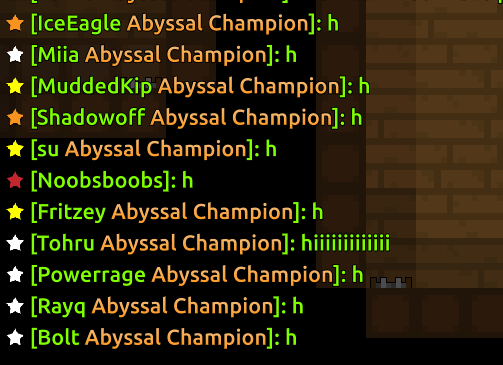 [IceEagle Abyssal Champion]: h
[Miia Abyssal Champion]: h
[MuddedKip Abyssal Champion]: h
[Shadowoff Abyssal Champion]: h
[su Abyssal Champion]: h
[Noobsboobs]: h
[Fritzey Abyssal Champion]: h
[Tohru Abyssal Champion]: hiiiiiiiiiiiii
[Powerrage Abyssal Champion]: h
[Rayq Abyssal Champion]: h
[Bolt Abyssal Champion]: h